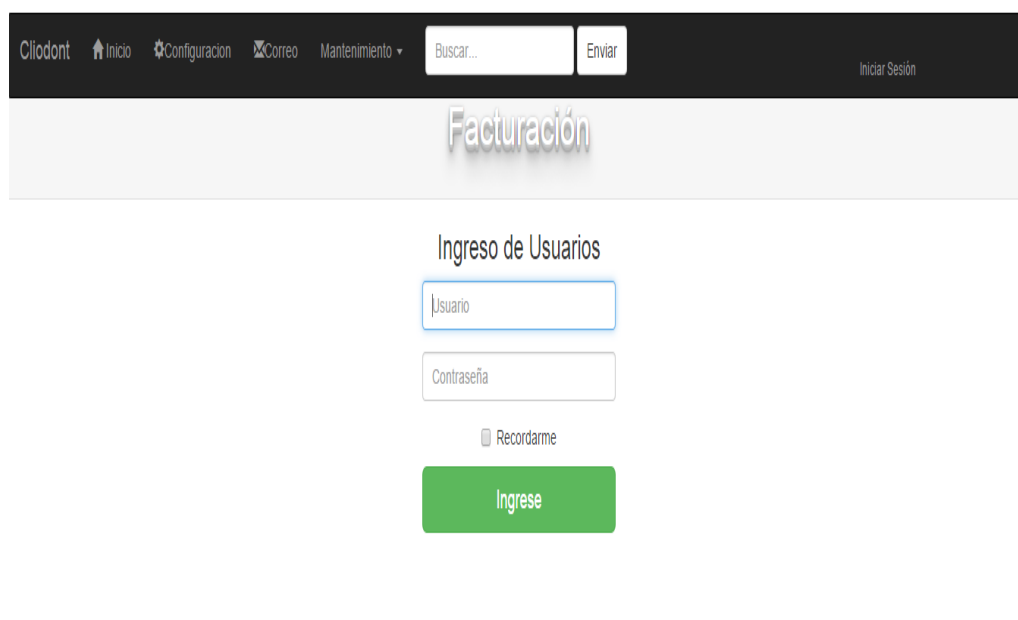 Cliodont Inicio Configuracion Correo Mantenimiento Buscar... Enviar
Iniciar Sesión
Facturación
Ingreso de Usuarios
Usuario
Contraseña
Recordarme
Ingrese